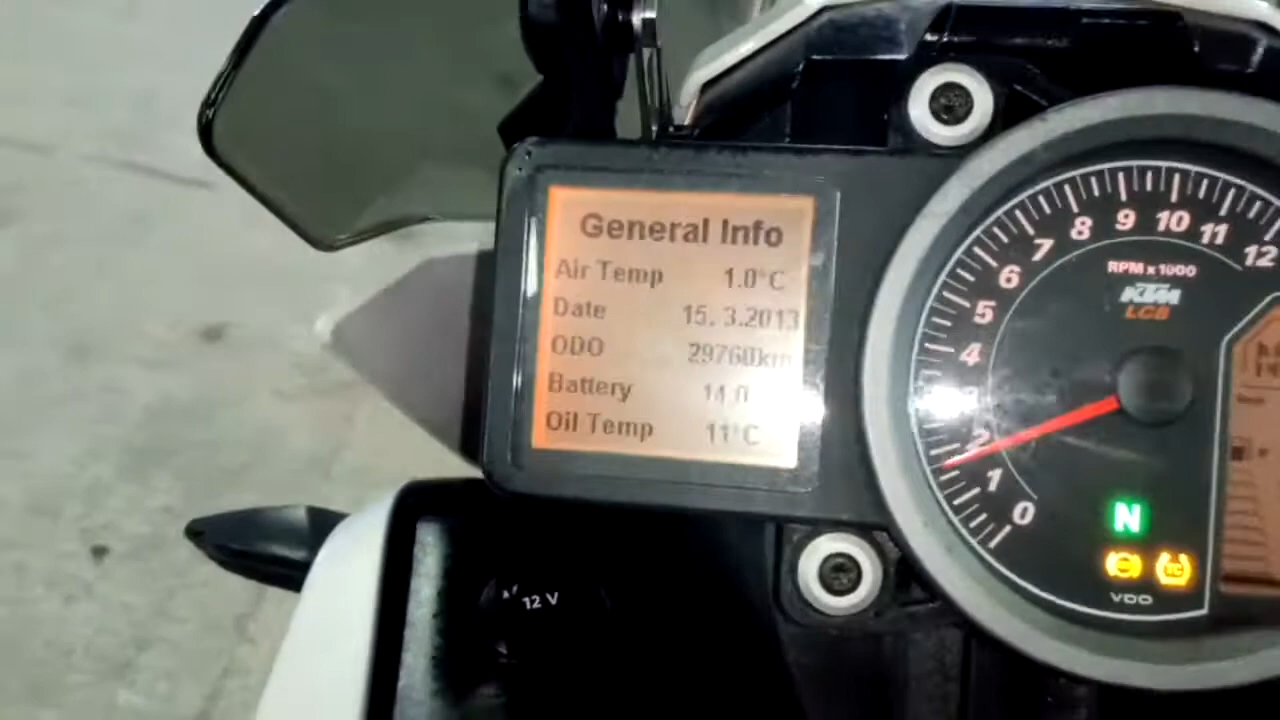 General Info
Air Temp 1.0°C
Date 15. 3.2013
ODO 29760km
Battery 14.0
Oil Temp 11°C
0
1
2
4
5
6
7
8
9
10
11
12
RPM x 1000
KTM
LC8
N
TC
VDO
12 V